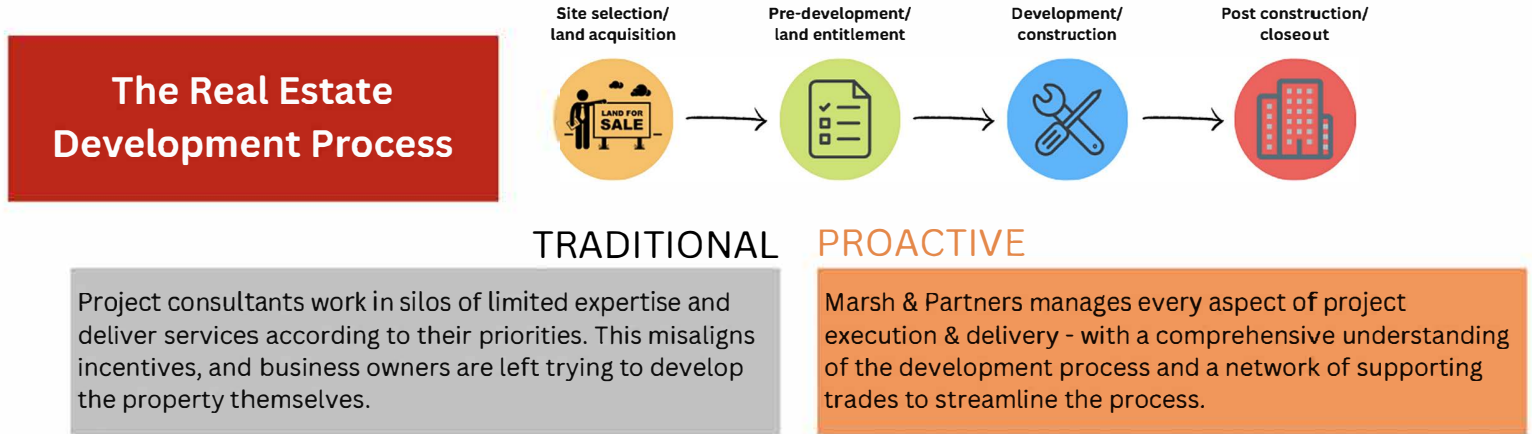 The Real Estate
Development Process
Site selection/
land acquisition
Pre-development/
land entitlement
Development/
construction
Post construction/
closeout
LAND FOR
SALE
TRADITIONAL
Project consultants work in silos of limited expertise and
deliver services according to their priorities. This misaligns
incentives, and business owners are left trying to develop
the property themselves.
PROACTIVE
Marsh & Partners manages every aspect of project
execution & delivery - with a comprehensive understanding
of the development process and a network of supporting
trades to streamline the process.